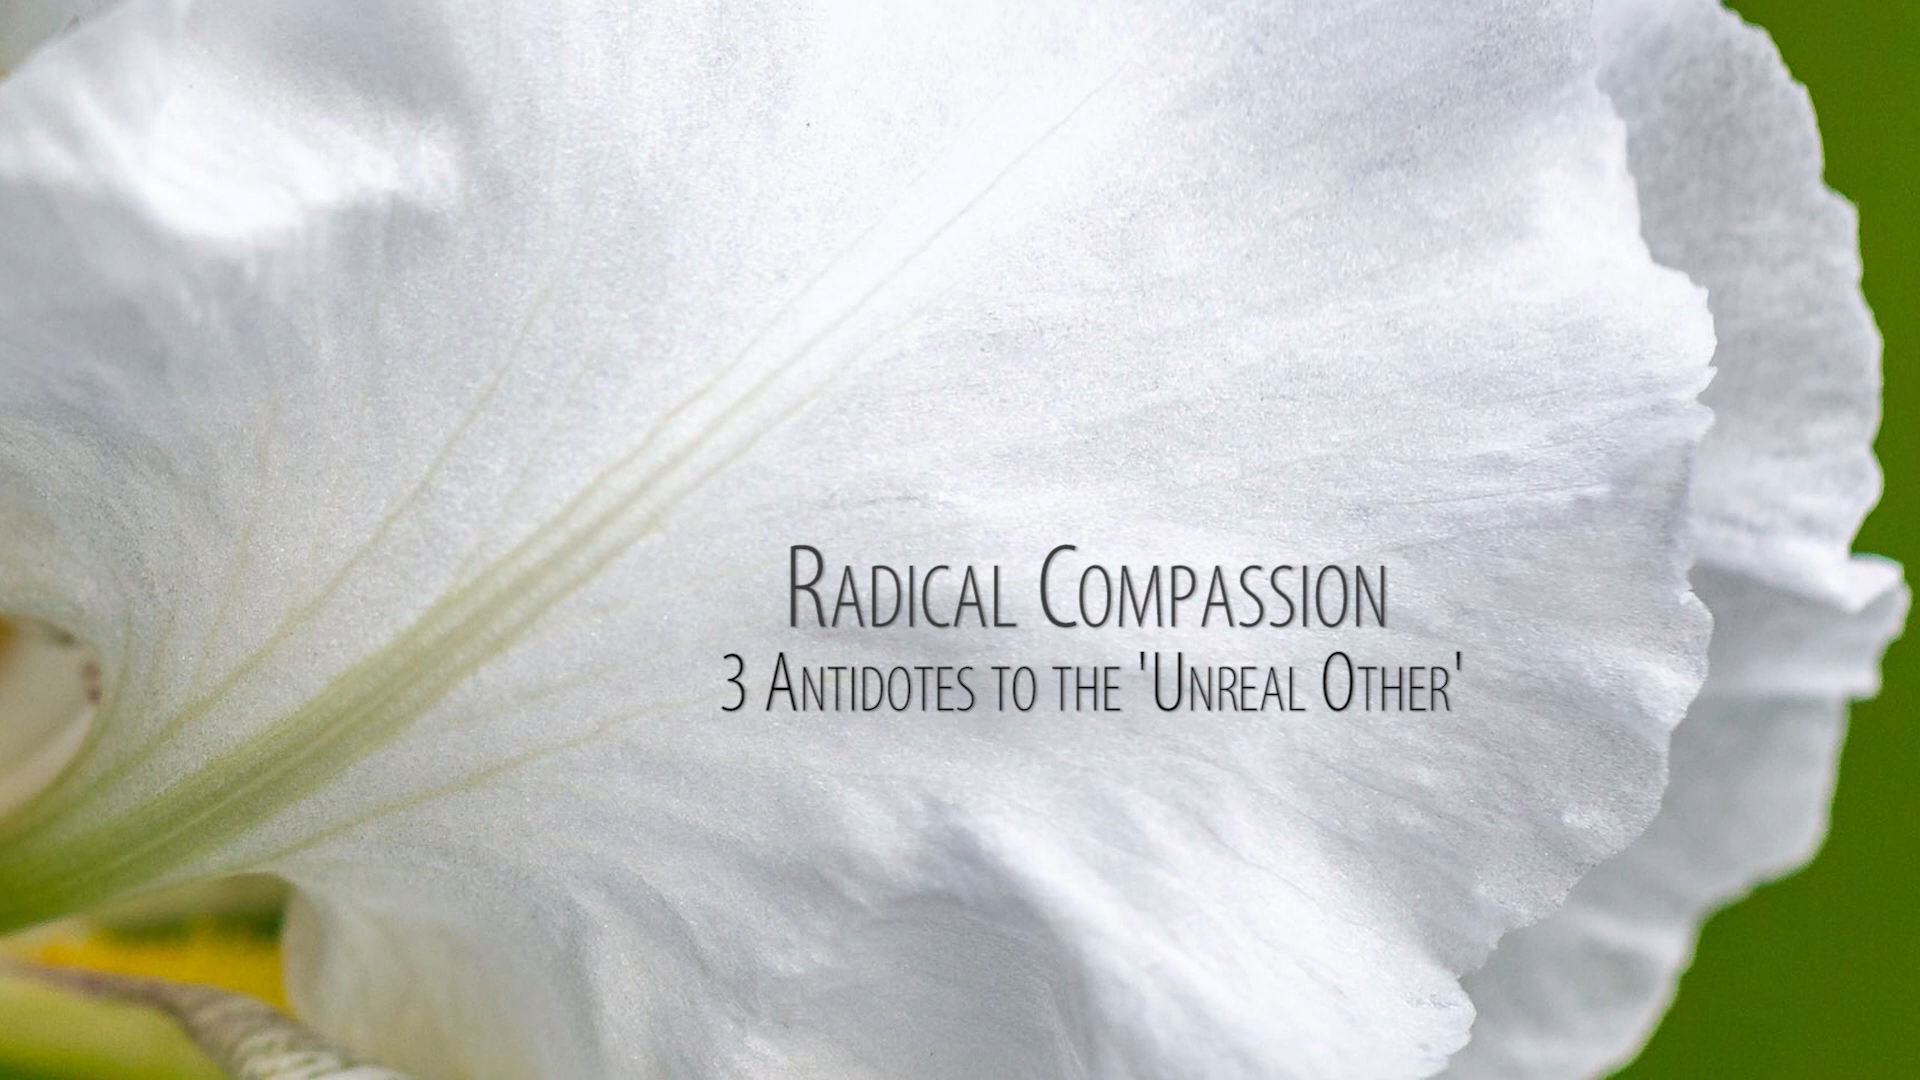 Radical Compassion
3 Antidotes to the 'Unreal Other'